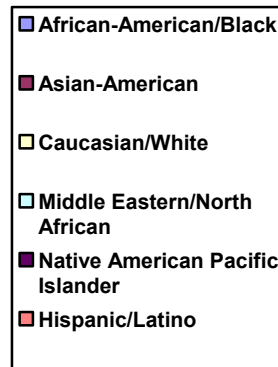 African-American/Black
Asian-American
Caucasian/White
Middle Eastern/North
African
Native American Pacific
Islander
Hispanic/Latino